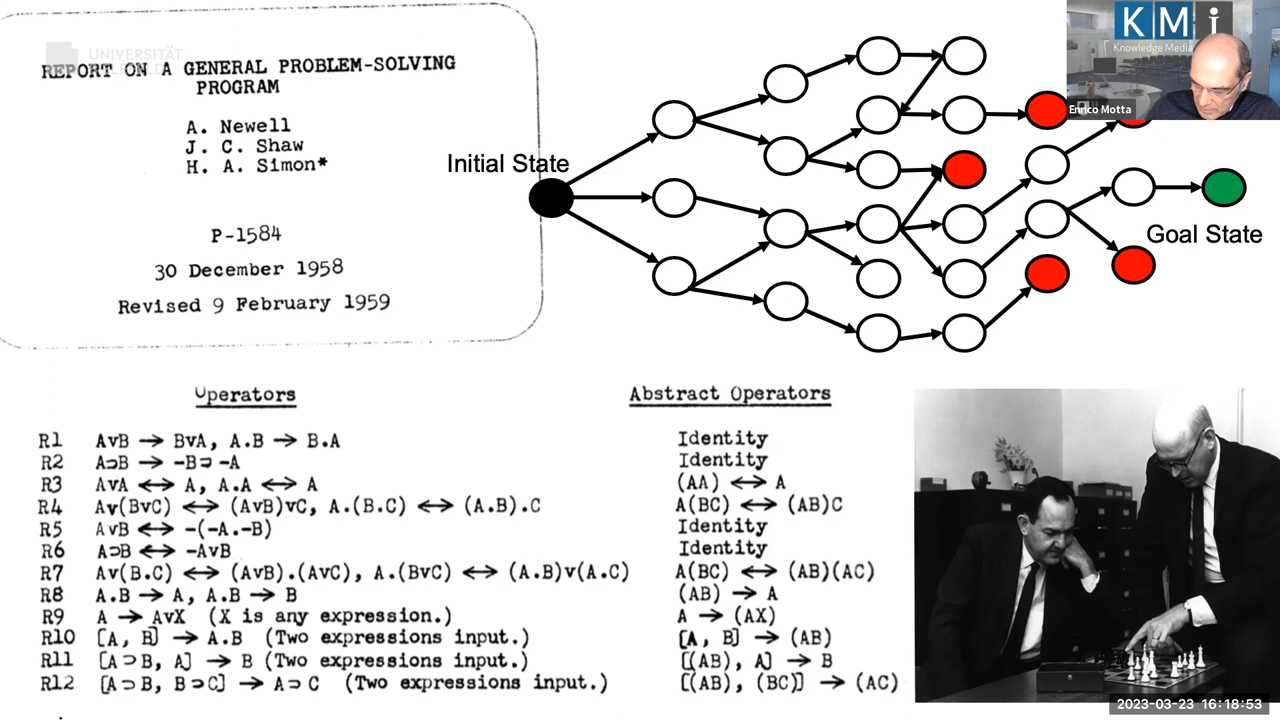 UNIVERSITÄT
REPORT ON A GENERAL PROBLEM-SOLVING
PROGRAM
A. Newell
J. C. Shaw
H. A. Simon*
P-1584
30 December 1958
Revised 9 February 1959
Initial State
Goal State
KMi
Knowledge Media
Enrico Motta
Operators
R1 AvB → BvA, A.B → B.A
R2 A⊃B → -B⊃ -A
R3 AvA ↔ A, A.A ↔ A
R4 Av(BvC) ↔ (AvB)vC, A.(B.C) ↔ (A.B).C
R5 AvB ↔ -(-A.-B)
R6 A⊃B ↔ -AvB
R7 Av(B.C) ↔ (AvB).(AvC), A.(BvC) ↔ (A.B)v(A.C)
R8 A.B → A, A.B → B
R9 A → AvX (X is any expression.)
R10 [A, B] → A.B (Two expressions input.)
R11 [A⊃B, A] → B (Two expressions input.)
R12 [A⊃B, B⊃C] → A⊃C (Two expressions input.)
Abstract Operators
Identity
Identity
(AA) ↔ A
A(BC) ↔ (AB)C
Identity
Identity
A(BC) ↔ (AB)(AC)
(AB) → A
A → (AX)
[A, B] → (AB)
[(AB), A] → B
[(AB), (BC)] → (AC)
2023-03-23 16:18:53